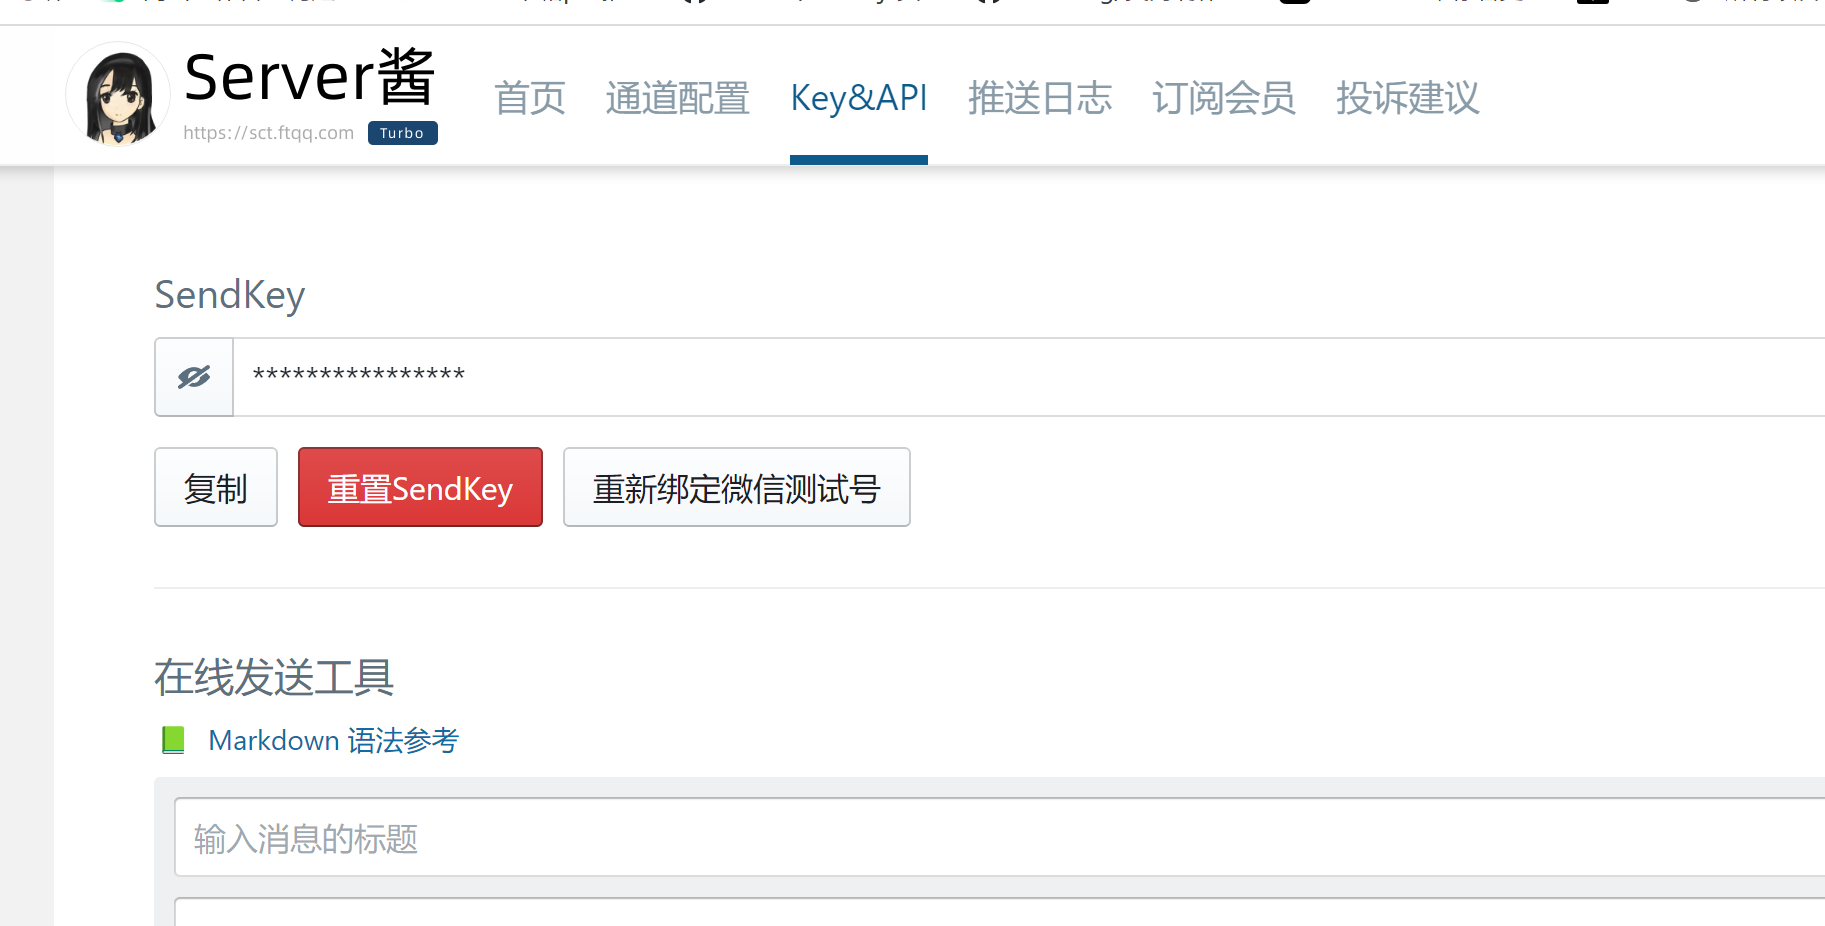 Server酱
https://sct.ftqq.com Turbo
首页 通道配置 Key&API 推送日志 订阅会员 投诉建议
SendKey
****************
复制 重置SendKey 重新绑定微信测试号
在线发送工具
Markdown 语法参考
输入消息的标题